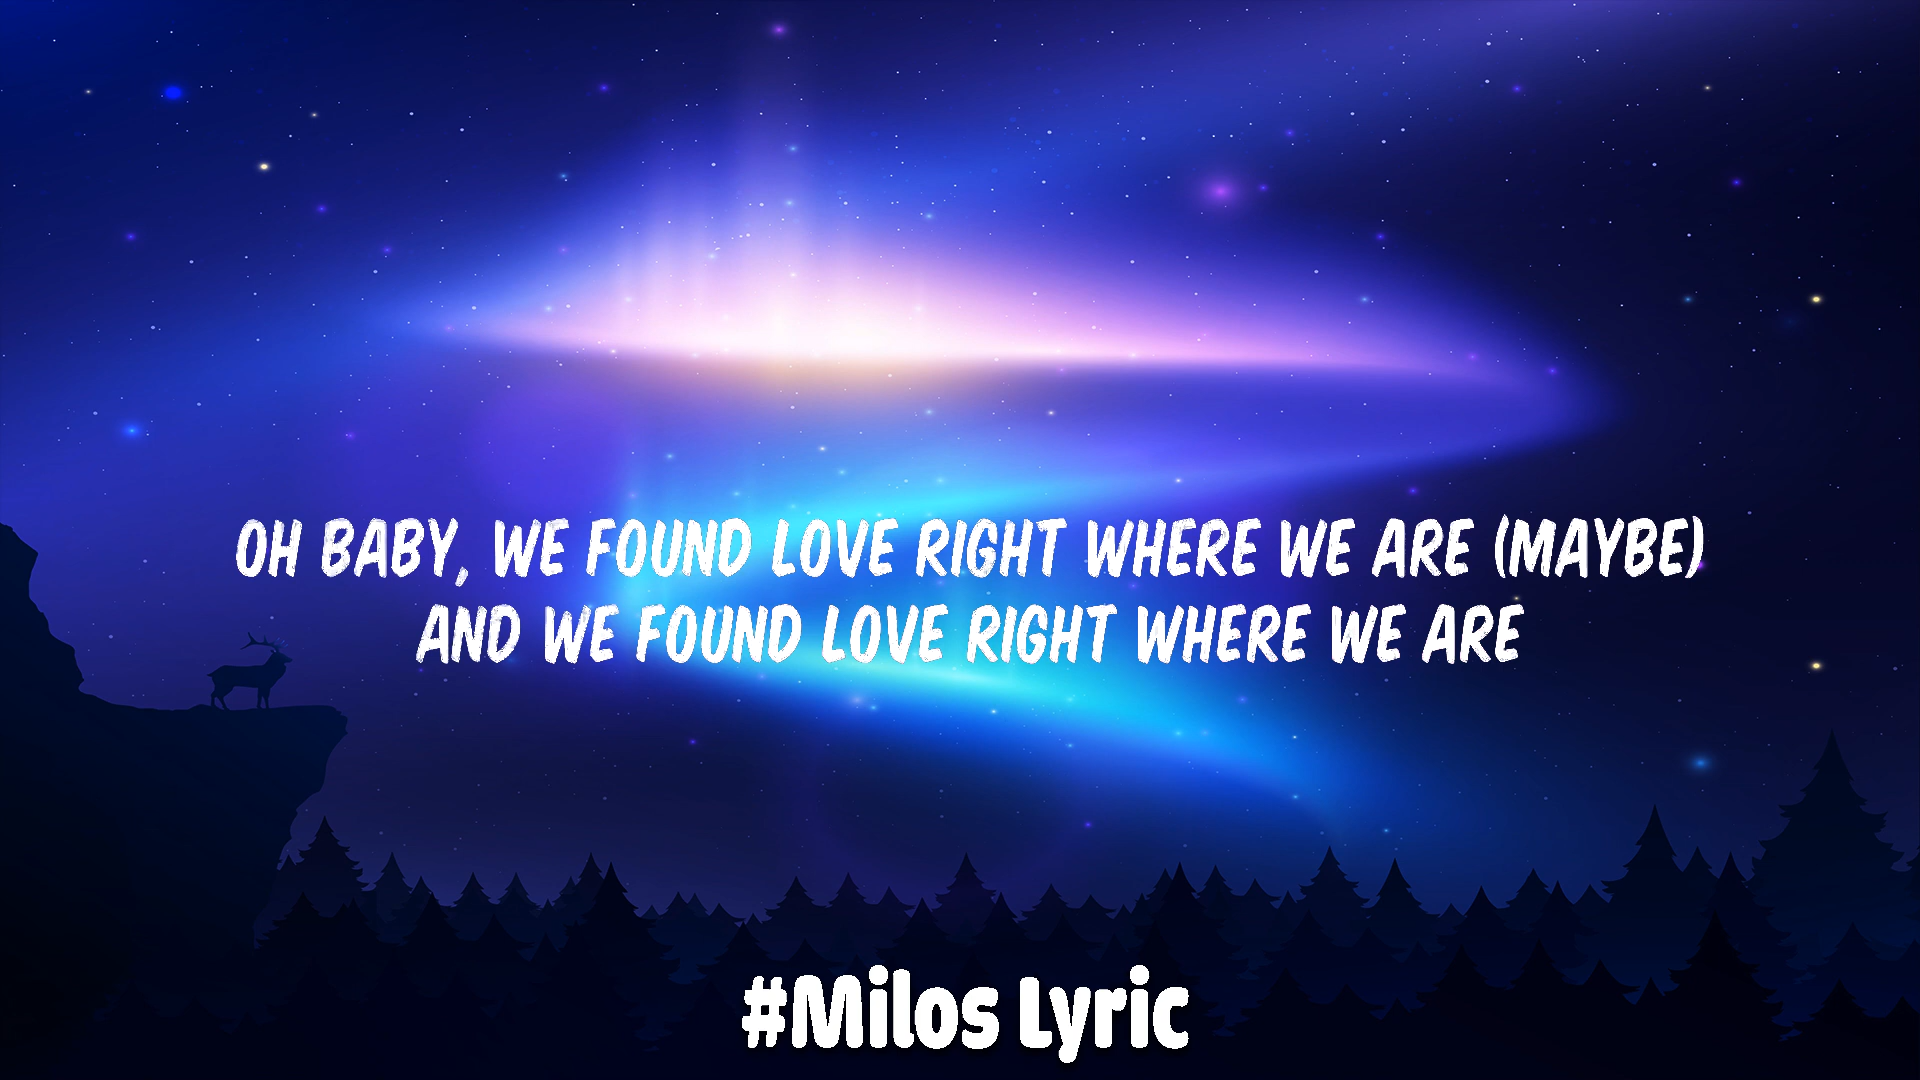 OH BABY, WE FOUND LOVE RIGHT WHERE WE ARE (MAYBE)
AND WE FOUND LOVE RIGHT WHERE WE ARE
#Milos Lyric